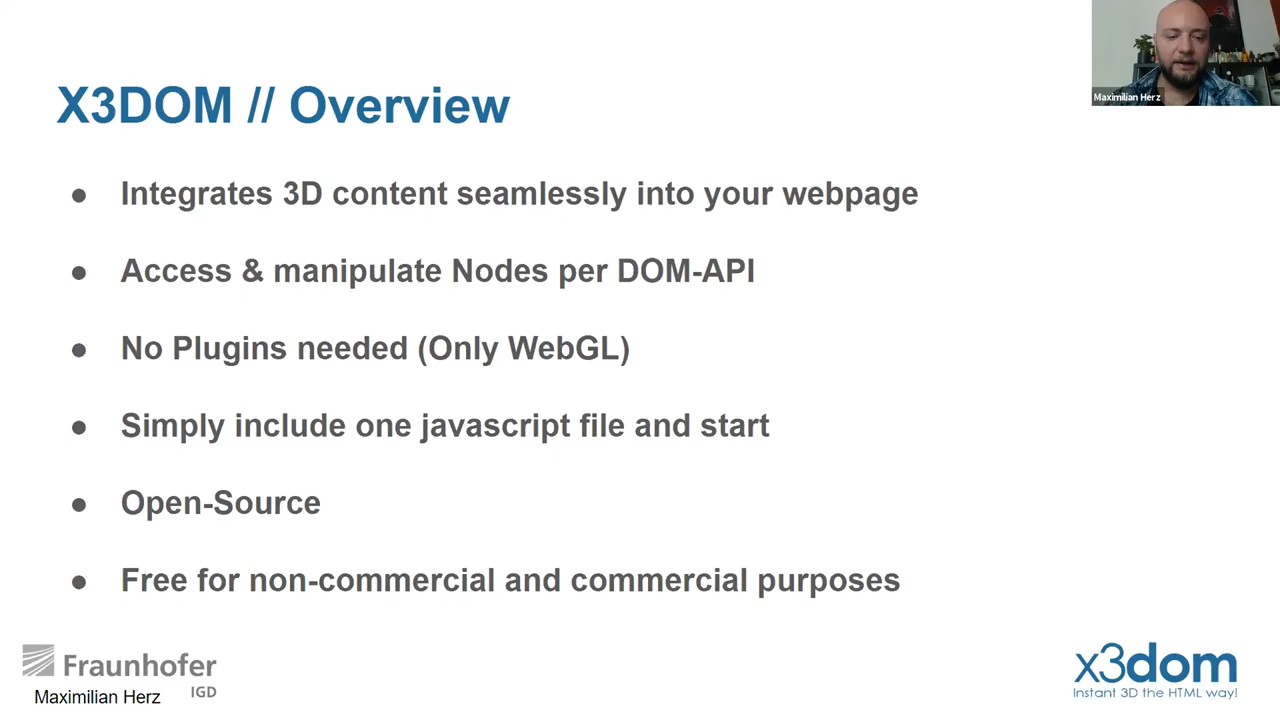 Maximilian Herz
X3DOM // Overview
● Integrates 3D content seamlessly into your webpage
● Access & manipulate Nodes per DOM-API
● No Plugins needed (Only WebGL)
● Simply include one javascript file and start
● Open-Source
● Free for non-commercial and commercial purposes
Fraunhofer
IGD
Maximilian Herz
x3dom
Instant 3D the HTML way!